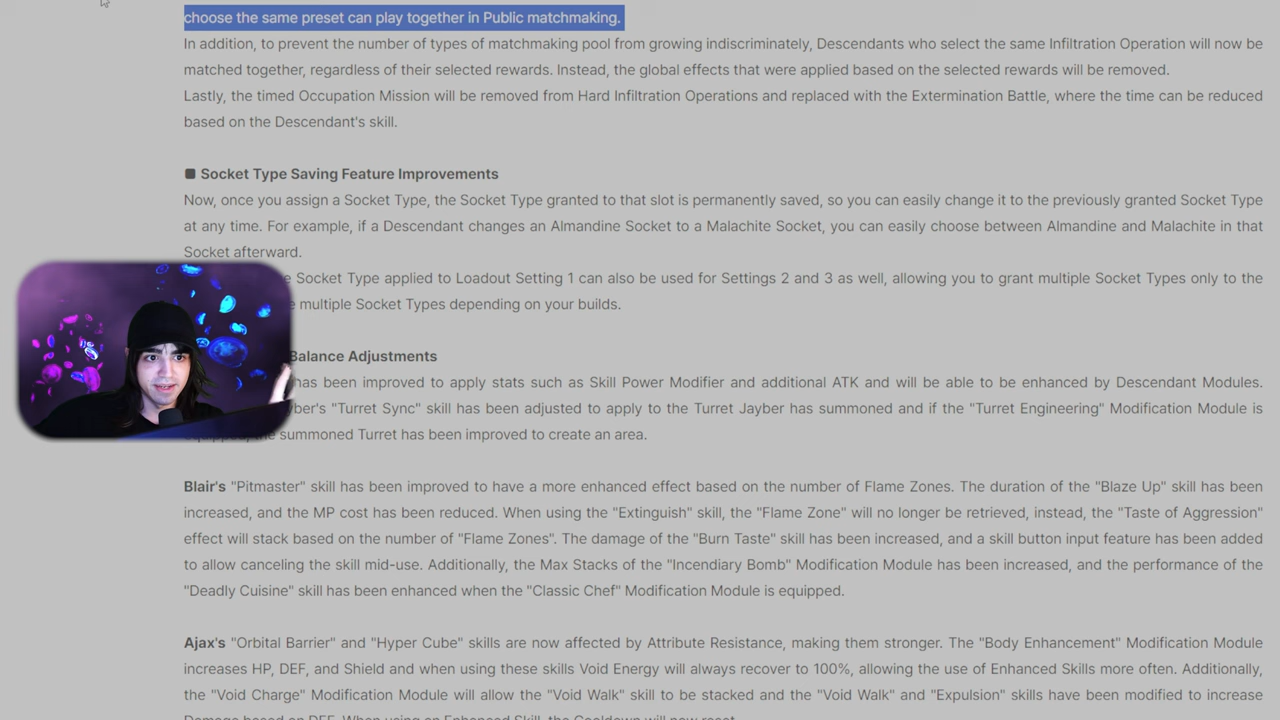 choose the same preset can play together in Public matchmaking.
In addition, to prevent the number of types of matchmaking pool from growing indiscriminately, Descendants who select the same Infiltration Operation will now be
matched together, regardless of their selected rewards. Instead, the global effects that were applied based on the selected rewards will be removed.
Lastly, the timed Occupation Mission will be removed from Hard Infiltration Operations and replaced with the Extermination Battle, where the time can be reduced
based on the Descendant's skill.
Socket Type Saving Feature Improvements
Now, once you assign a Socket Type, the Socket Type granted to that slot is permanently saved, so you can easily change it to the previously granted Socket Type
at any time. For example, if a Descendant changes an Almandine Socket to a Malachite Socket, you can easily choose between Almandine and Malachite in that
Socket afterward.
Socket Type applied to Loadout Setting 1 can also be used for Settings 2 and 3 as well, allowing you to grant multiple Socket Types only to the
multiple Socket Types depending on your builds.
Balance Adjustments
has been improved to apply stats such as Skill Power Modifier and additional ATK and will be able to be enhanced by Descendant Modules.
"Turret Sync" skill has been adjusted to apply to the Turret Jayber has summoned and if the "Turret Engineering" Modification Module is
summoned Turret has been improved to create an area.
Blair's "Pitmaster" skill has been improved to have a more enhanced effect based on the number of Flame Zones. The duration of the "Blaze Up" skill has been
increased, and the MP cost has been reduced. When using the "Extinguish" skill, the "Flame Zone" will no longer be retrieved, instead, the "Taste of Aggression"
effect will stack based on the number of "Flame Zones". The damage of the "Burn Taste" skill has been increased, and a skill button input feature has been added
to allow canceling the skill mid-use. Additionally, the Max Stacks of the "Incendiary Bomb" Modification Module has been increased, and the performance of the
"Deadly Cuisine" skill has been enhanced when the "Classic Chef" Modification Module is equipped.
Ajax's "Orbital Barrier" and "Hyper Cube" skills are now affected by Attribute Resistance, making them stronger. The "Body Enhancement" Modification Module
increases HP, DEF, and Shield and when using these skills Void Energy will always recover to 100%, allowing the use of Enhanced Skills more often. Additionally,
the "Void Charge" Modification Module will allow the "Void Walk" skill to be stacked and the "Void Walk" and "Expulsion" skills have been modified to increase
Damage based on DEF. When using an Enhanced Skill, the Cooldown will now reset.